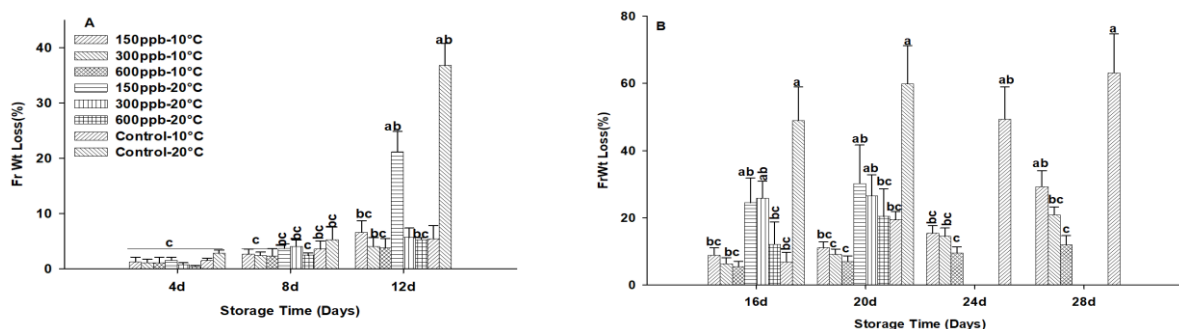 A
150ppb-10°C
300ppb-10°C
600ppb-10°C
150ppb-20°C
300ppb-20°C
600ppb-20°C
Control-10°C
Control-20°C
Fr Wt Loss(%)
40
30
20
10
0
c
c bc bc c bc bc
bc bc ab bc ab
4d 8d 12d
Storage Time (Days)
B
FrWt Loss(%)
80
60
40
20
0
bc bc bc ab ab bc bc a
bc c bc ab ab bc bc a
bc bc c ab
ab bc c a
16d 20d 24d 28d
Storage Time (Days)